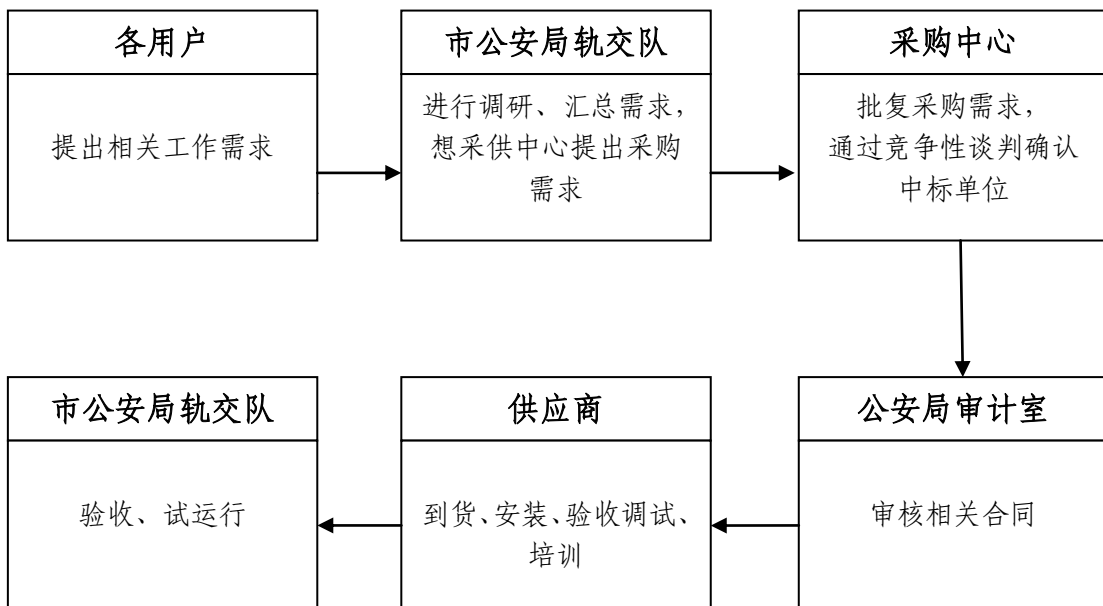 各用户
提出相关工作需求
市公安局轨交队
进行调研、汇总需求，
想采供中心提出采购
需求
采购中心
批复采购需求，
通过竞争性谈判确认
中标单位
公安局审计室
审核相关合同
供应商
到货、安装、验收调试、
培训
市公安局轨交队
验收、试运行